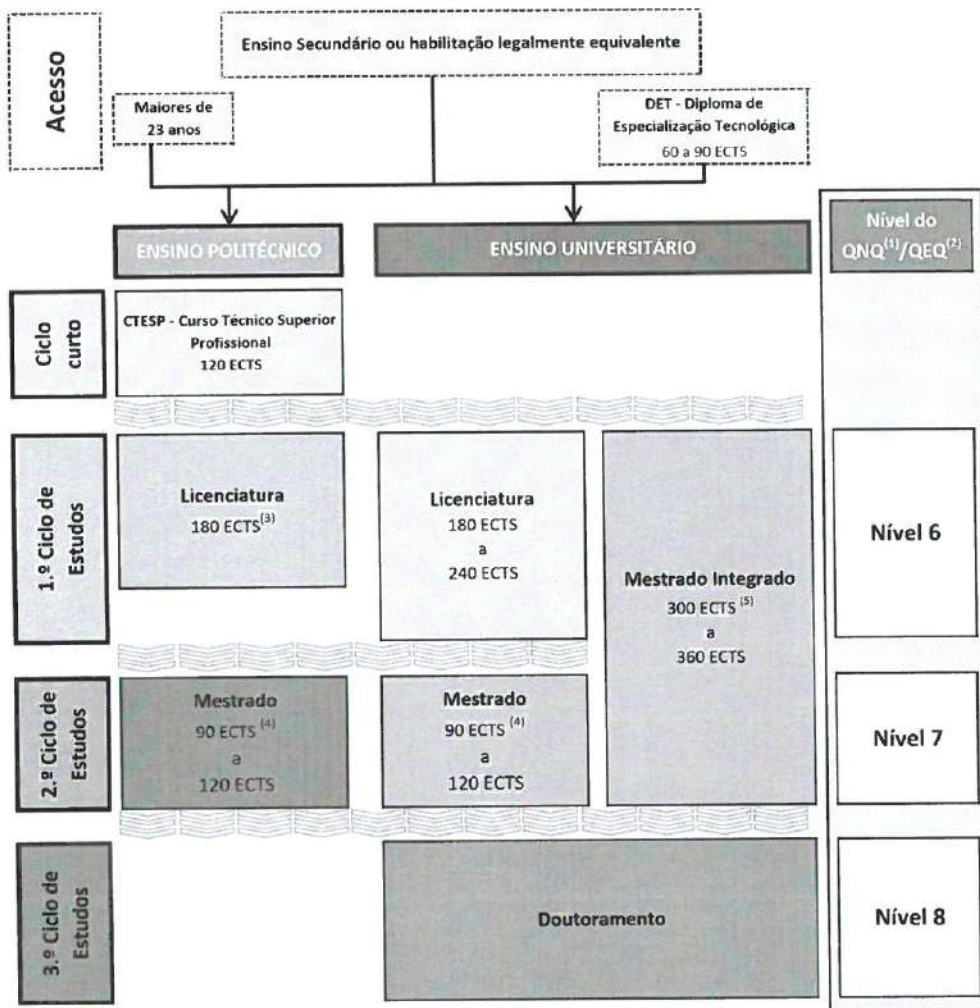 Acesso
Ensino Secundário ou habilitação legalmente equivalente
Maiores de
23 anos
DET - Diploma de
Especialização Tecnológica
60 a 90 ECTS
ENSINO POLITÉCNICO
ENSINO UNIVERSITÁRIO
Nível do
QNQ(1)/QEQ(2)
Ciclo
curto
CTESP - Curso Técnico Superior
Profissional
120 ECTS
1.º Ciclo de
Estudos
Licenciatura
180 ECTS(3)
Licenciatura
180 ECTS
a
240 ECTS
Mestrado Integrado
300 ECTS (5)
a
360 ECTS
Nível 6
2.º Ciclo de
Estudos
Mestrado
90 ECTS (4)
a
120 ECTS
Mestrado
90 ECTS (4)
a
120 ECTS
Nível 7
3.º Ciclo de
Estudos
Doutoramento
Nível 8